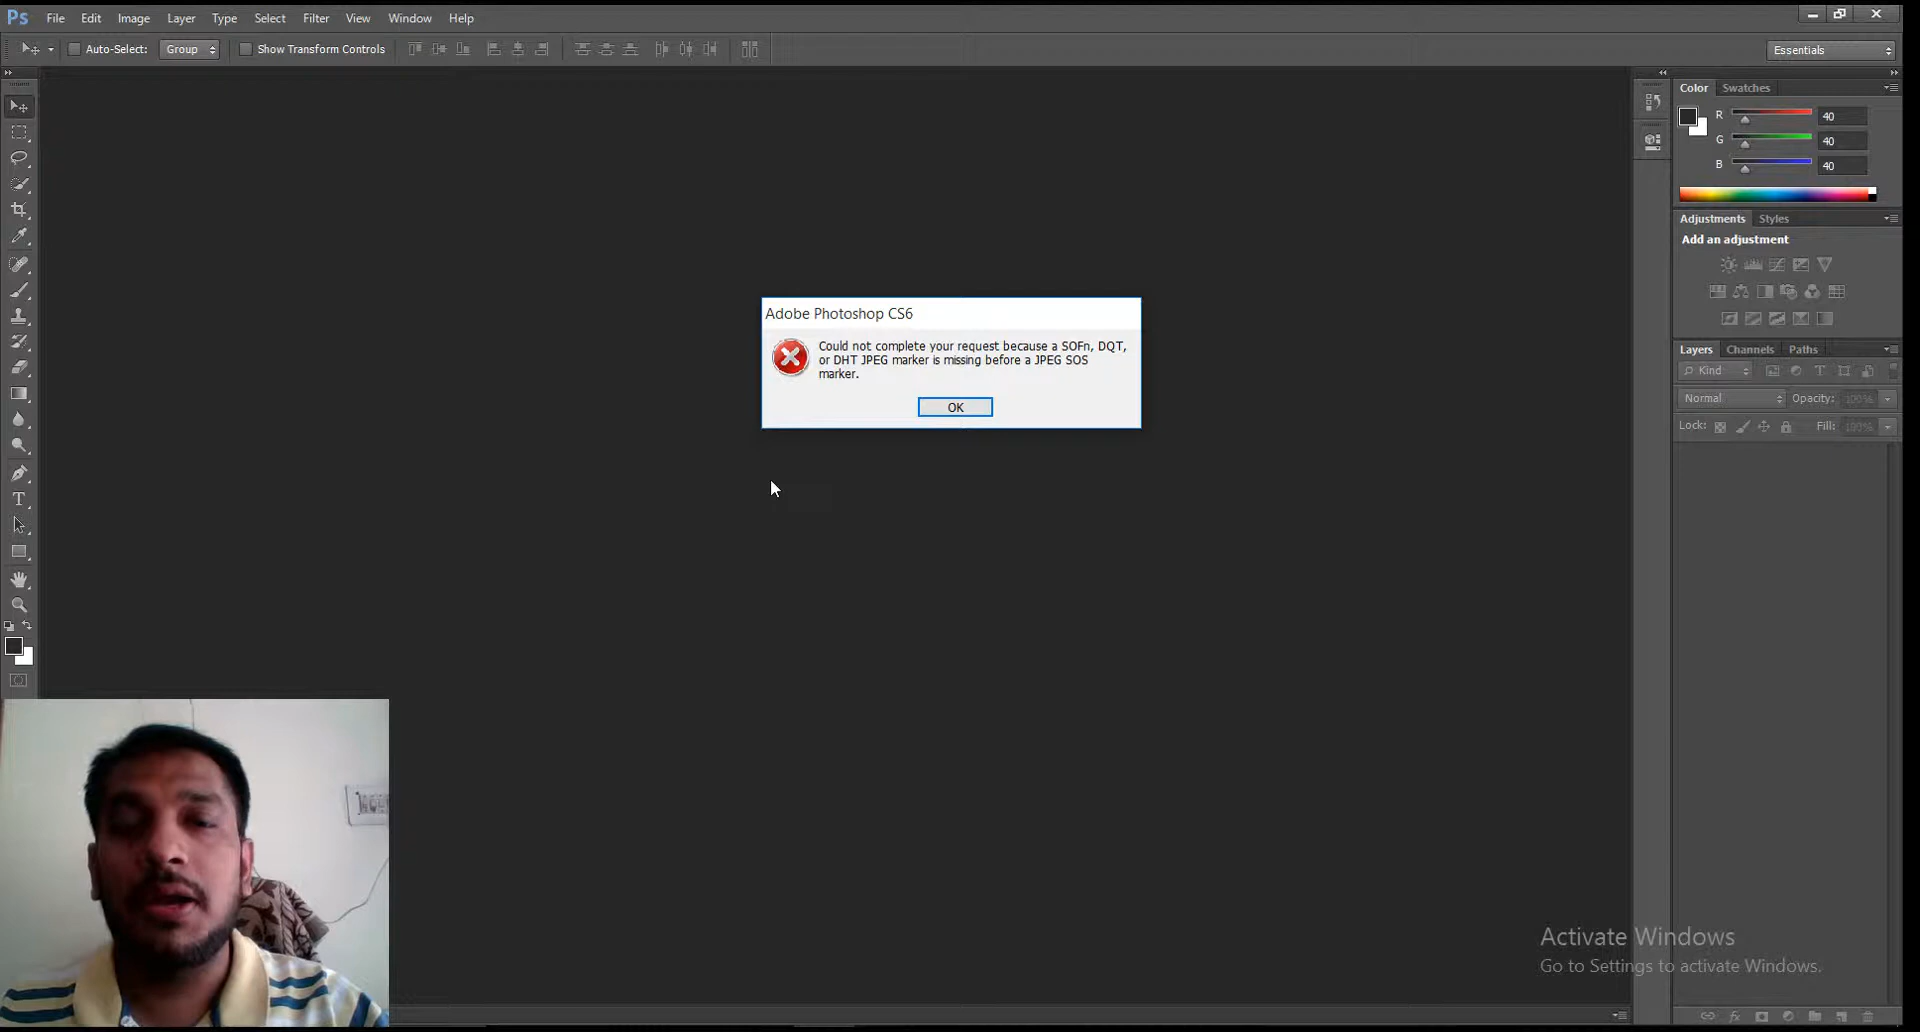 Ps File Edit Image Layer Type Select Filter View Window Help
Auto-Select: Group Show Transform Controls
Essentials
Color Swatches
R 40
G 40
B 40
Adjustments Styles
Add an adjustment
Adobe Photoshop CS6
Could not complete your request because a SOFn, DQT,
or DHT JPEG marker is missing before a JPEG SOS
marker.
OK
Layers Channels Paths
Kind
Normal Opacity: 100%
Lock: Fill: 100%
Activate Windows
Go to Settings to activate Windows.